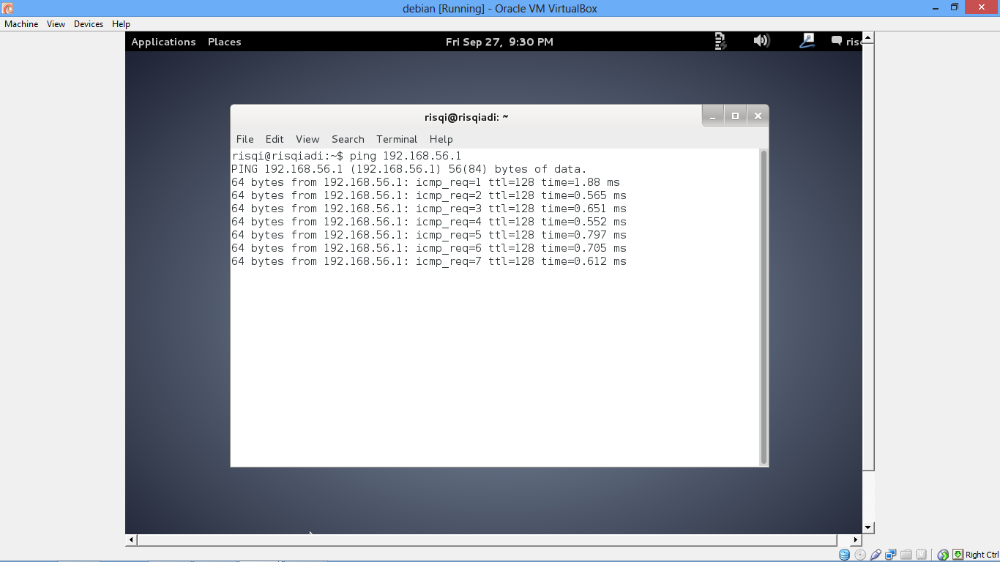 debian [Running] - Oracle VM VirtualBox
Machine View Devices Help
Applications Places Fri Sep 27, 9:30 PM
risqi@risqiadi: ~
File Edit View Search Terminal Help
risqi@risqiadi:~$ ping 192.168.56.1
PING 192.168.56.1 (192.168.56.1) 56(84) bytes of data.
64 bytes from 192.168.56.1: icmp_req=1 ttl=128 time=1.88 ms
64 bytes from 192.168.56.1: icmp_req=2 ttl=128 time=0.565 ms
64 bytes from 192.168.56.1: icmp_req=3 ttl=128 time=0.651 ms
64 bytes from 192.168.56.1: icmp_req=4 ttl=128 time=0.552 ms
64 bytes from 192.168.56.1: icmp_req=5 ttl=128 time=0.797 ms
64 bytes from 192.168.56.1: icmp_req=6 ttl=128 time=0.705 ms
64 bytes from 192.168.56.1: icmp_req=7 ttl=128 time=0.612 ms
Right Ctrl